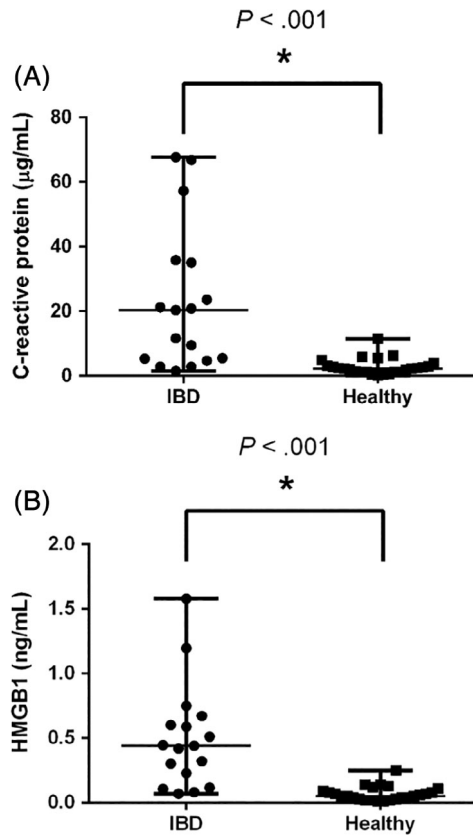 P < .001
(A)
*
80
60
40
20
0
C-reactive protein (μg/mL)
IBD
Healthy
P < .001
(B)
*
2.0
1.5
1.0
0.5
0.0
HMGB1 (ng/mL)
IBD
Healthy